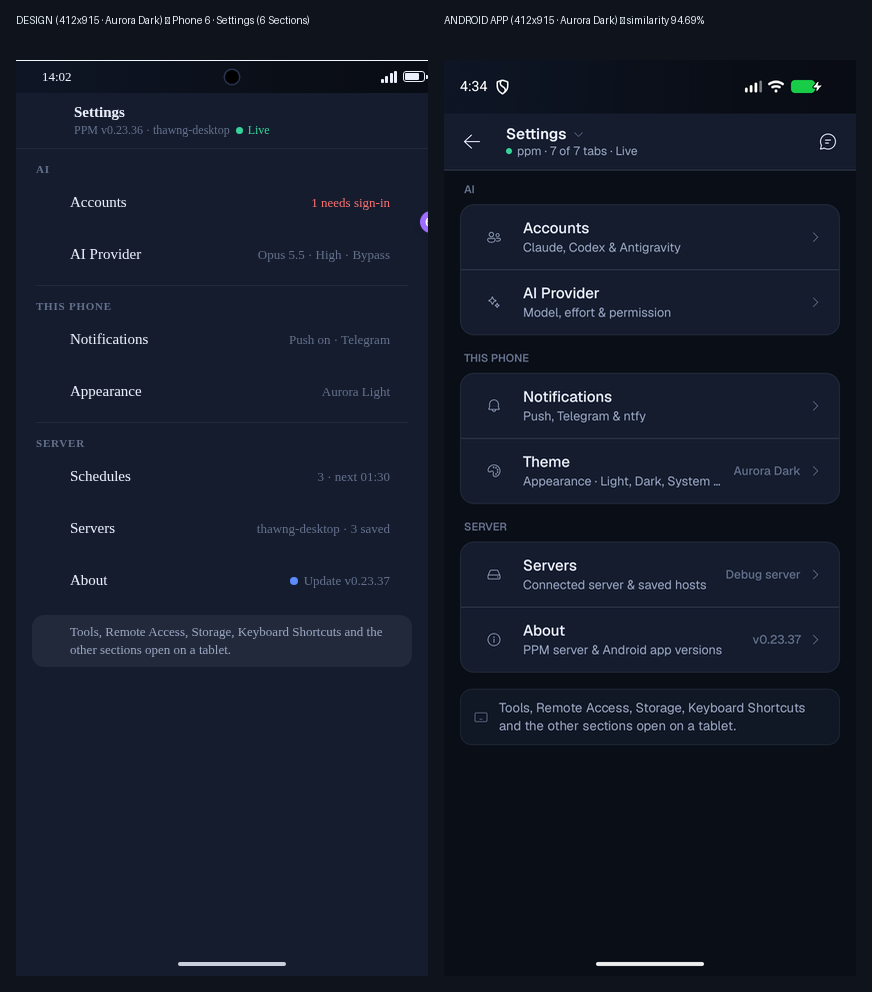 DESIGN (412x915 · Aurora Dark) Phone 6 · Settings (6 Sections)
14:02
Settings
PPM v0.23.36 · thawng-desktop Live
AI
Accounts 1 needs sign-in
AI Provider Opus 5.5 · High · Bypass
THIS PHONE
Notifications Push on · Telegram
Appearance Aurora Light
SERVER
Schedules 3 · next 01:30
Servers thawng-desktop · 3 saved
About Update v0.23.37
Tools, Remote Access, Storage, Keyboard Shortcuts and the
other sections open on a tablet.
ANDROID APP (412x915 · Aurora Dark) similarity 94.69%
4:34
Settings
ppm · 7 of 7 tabs · Live
AI
Accounts
Claude, Codex & Antigravity
AI Provider
Model, effort & permission
THIS PHONE
Notifications
Push, Telegram & ntfy
Theme
Appearance · Light, Dark, System …
Aurora Dark
SERVER
Servers
Connected server & saved hosts
Debug server
About
PPM server & Android app versions
v0.23.37
Tools, Remote Access, Storage, Keyboard Shortcuts
and the other sections open on a tablet.